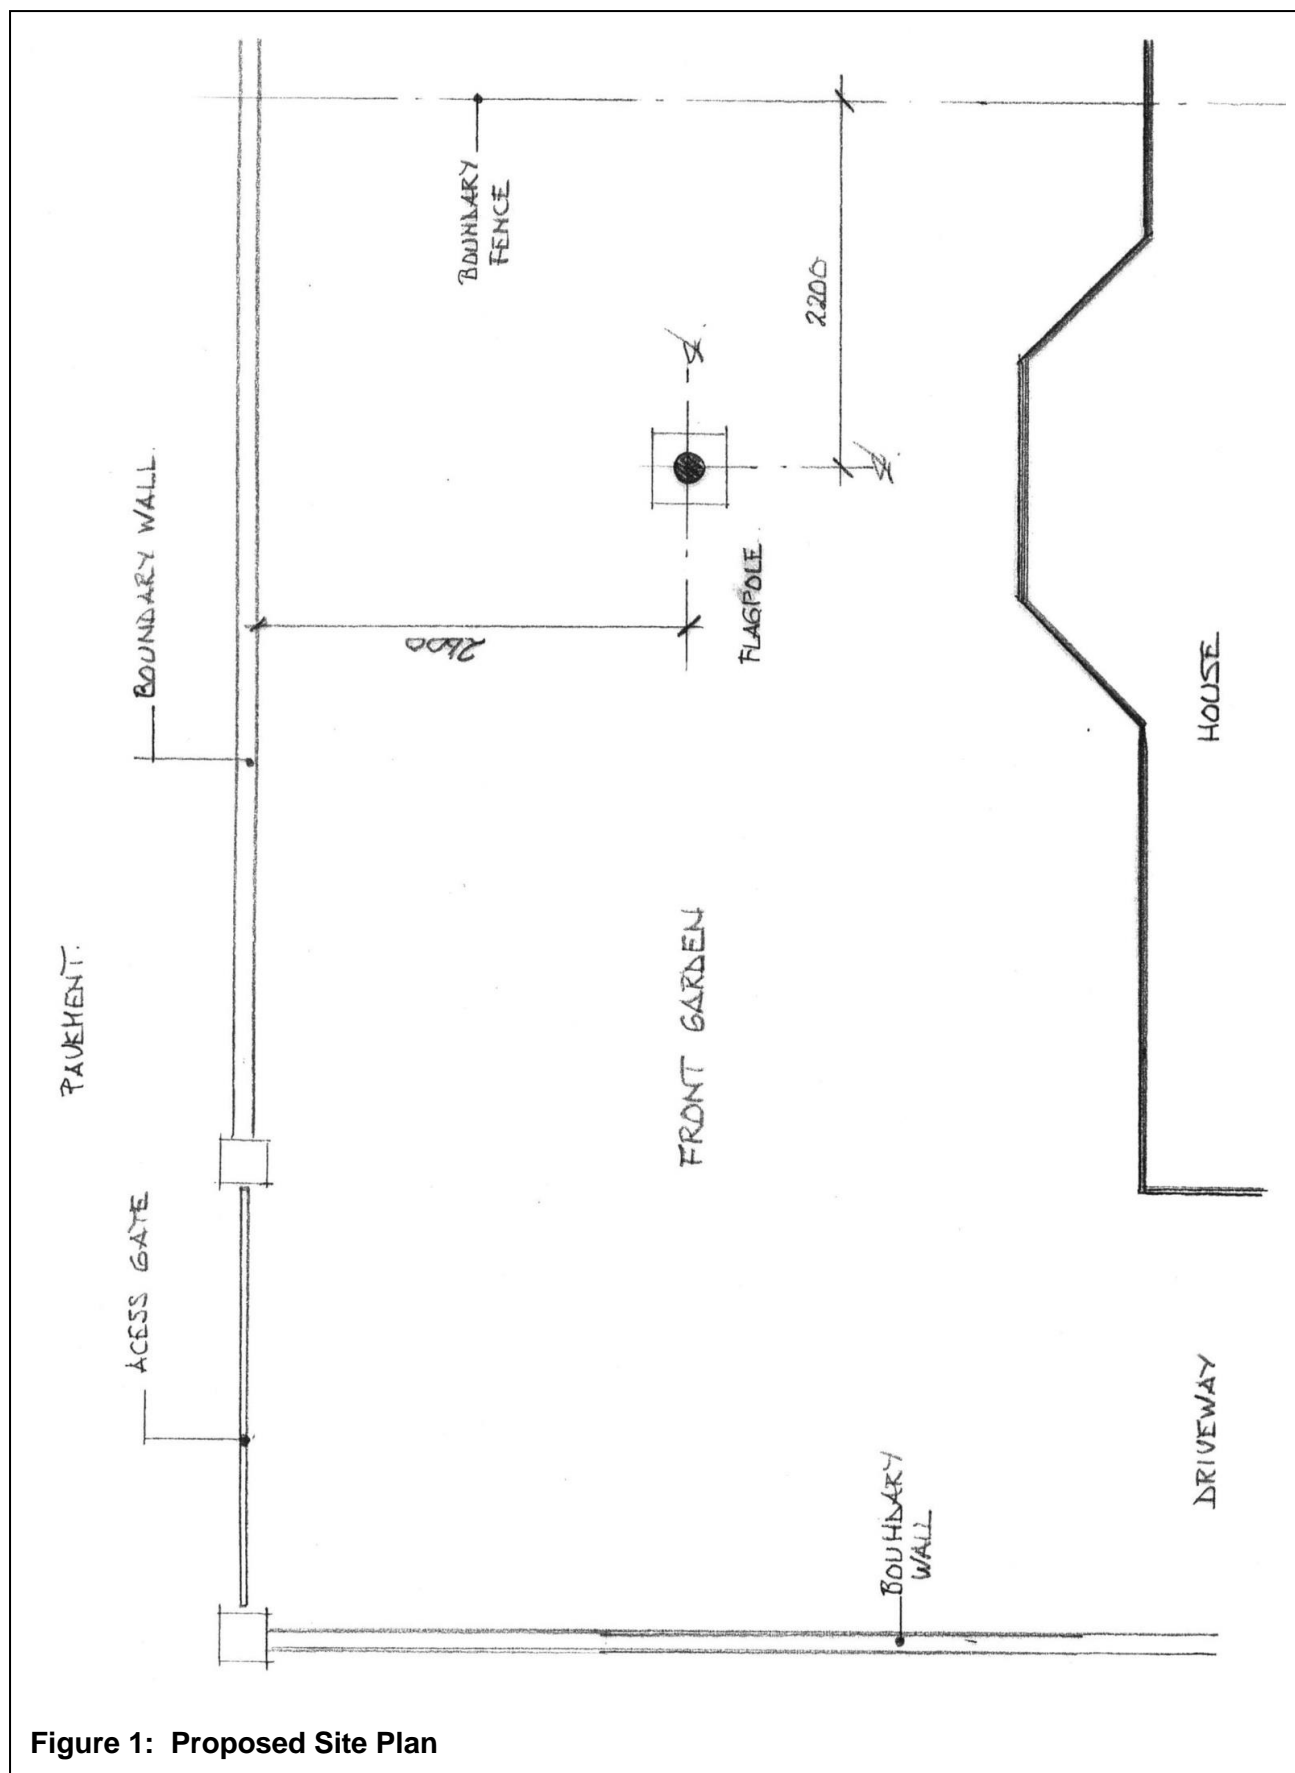 PAVEMENT.
ACESS GATE
BOUNDARY WALL.
BOUNDARY
FENCE
2600
2200
FLAGPOLE
FRONT GARDEN
HOUSE
BOUNDARY
WALL
DRIVEWAY
Figure 1: Proposed Site Plan